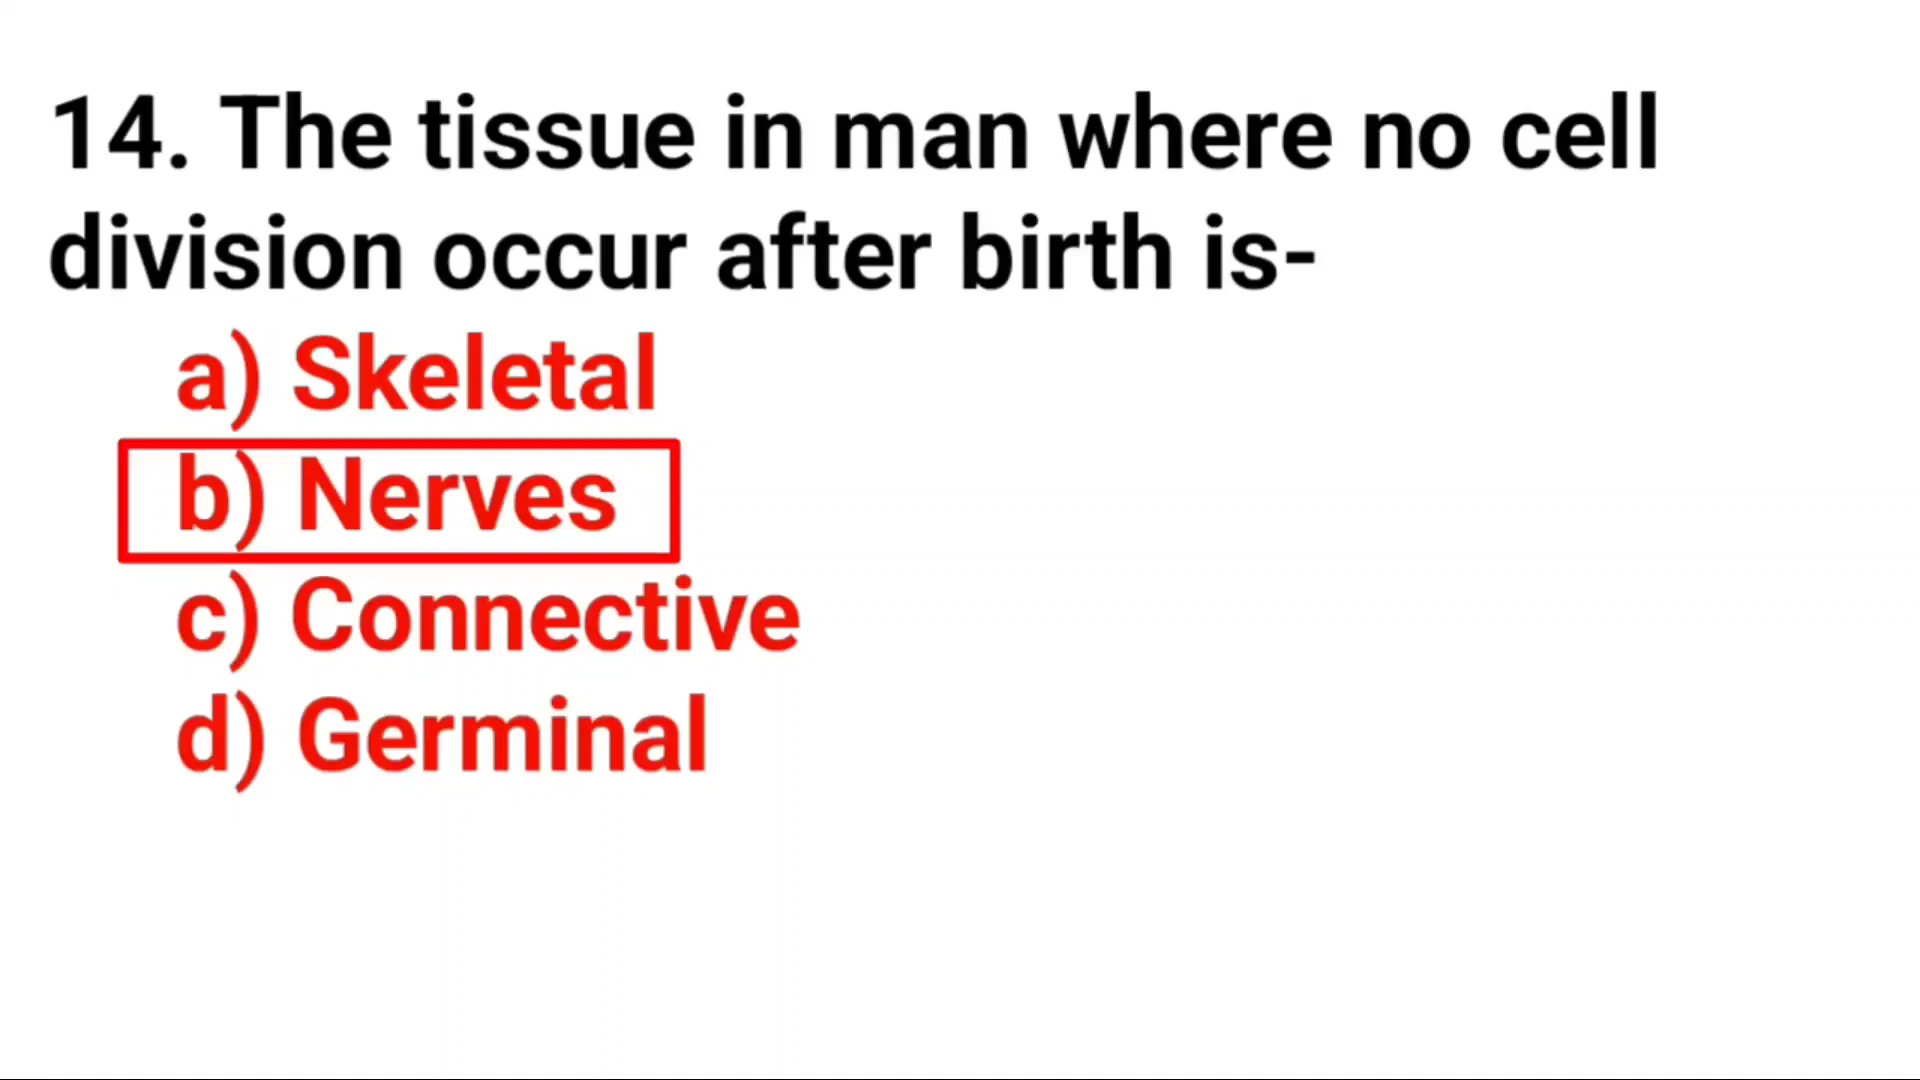 14. The tissue in man where no cell
division occur after birth is-
a) Skeletal
b) Nerves
c) Connective
d) Germinal